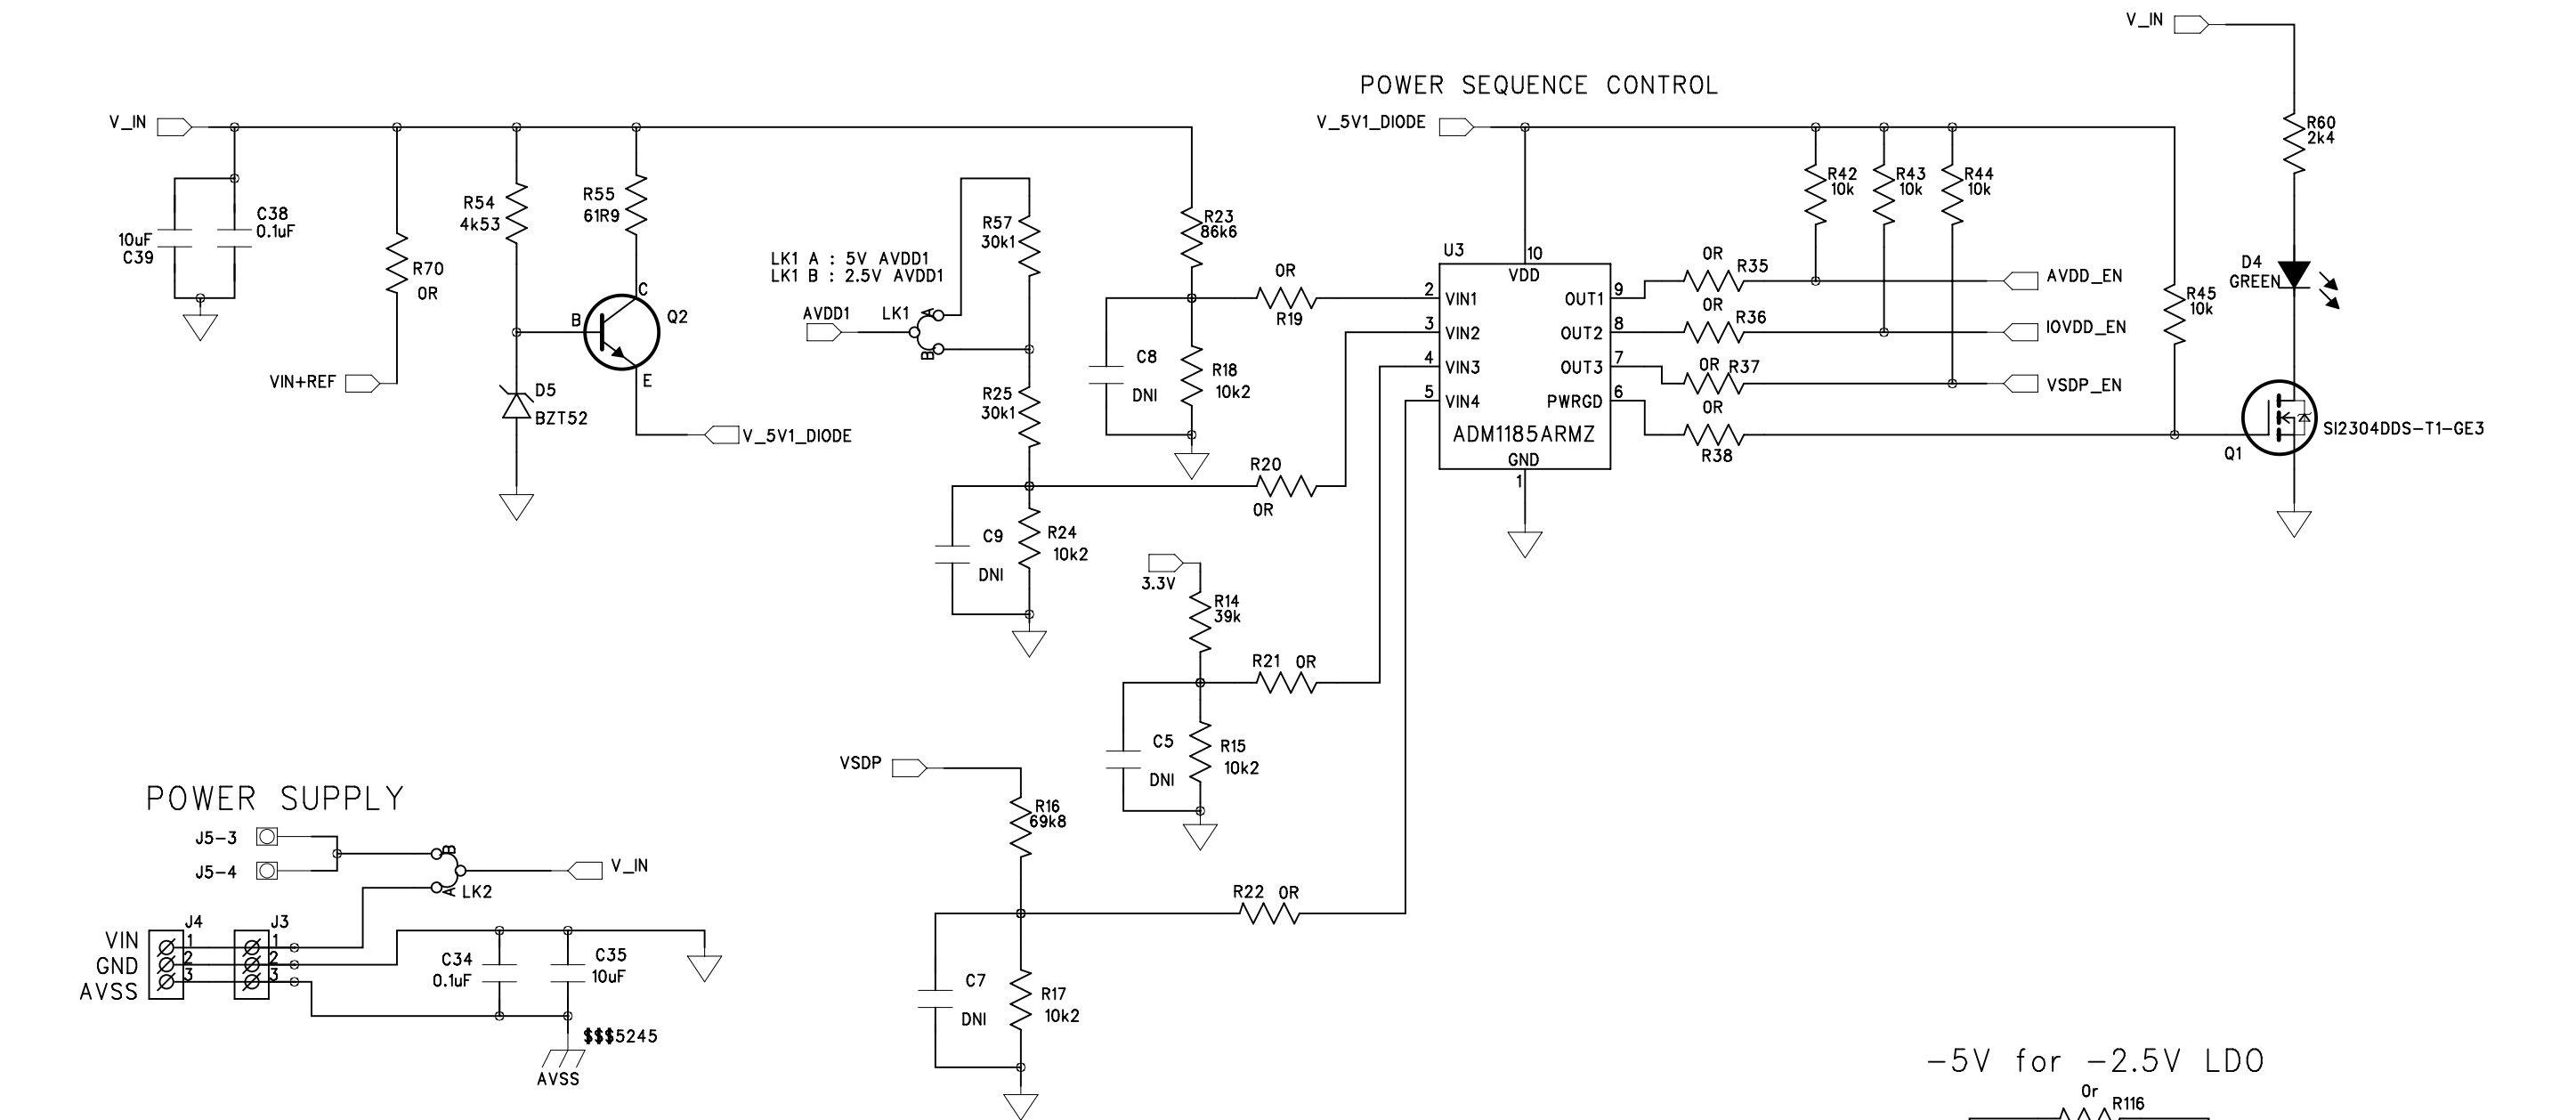 V_IN
POWER SEQUENCE CONTROL
V_IN
V_5V1_DIODE
R60
2k4
R54
4k53
R55
61R9
C38
0.1uF
10uF
C39
R70
0R
VIN+REF
C
B
Q2
E
D5
BZT52
V_5V1_DIODE
LK1 A : 5V AVDD1
LK1 B : 2.5V AVDD1
AVDD1
LK1
A
B
R57
30k1
R25
30k1
R23
86k6
0R
R19
C8
DNI
R18
10k2
R20
0R
C9
DNI
R24
10k2
U3
10
VDD
2
VIN1
3
VIN2
4
VIN3
5
VIN4
OUT1
9
OUT2
8
OUT3
7
PWRGD
6
ADM1185ARMZ
GND
1
R42
10k
R43
10k
R44
10k
0R
R35
0R
R36
0R
R37
0R
R38
AVDD_EN
IOVDD_EN
VSDP_EN
R45
10k
D4
GREEN
SI2304DDS-T1-GE3
Q1
3.3V
R14
39k
R21 0R
C5
DNI
R15
10k2
VSDP
R16
69k8
R22 0R
C7
DNI
R17
10k2
POWER SUPPLY
J5-3
J5-4
B
A
LK2
V_IN
J4
J3
VIN
GND
AVSS
1
2
3
1
2
3
C34
0.1uF
C35
10uF
$$$5245
AVSS
-5V for -2.5V LDO
0r
R116